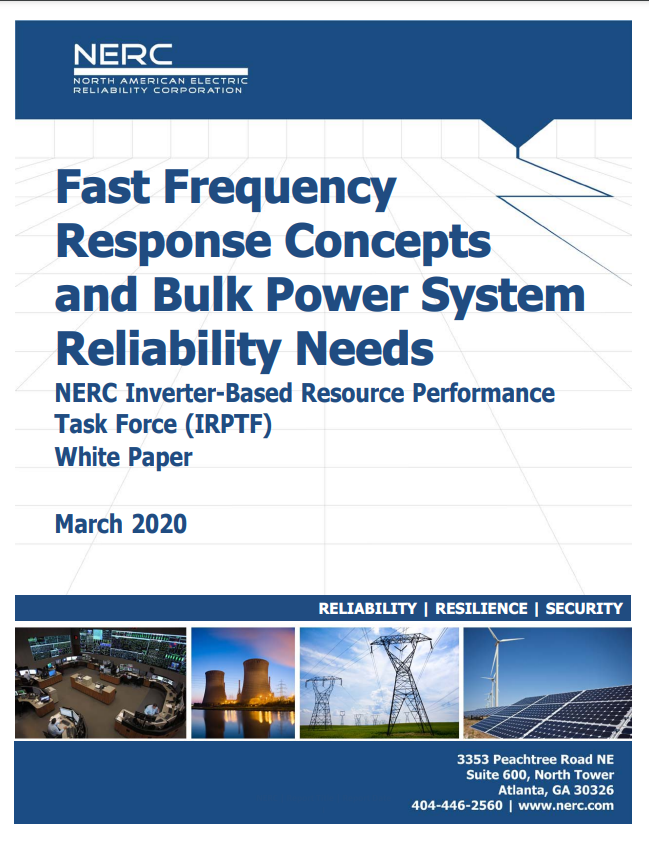 NERC
NORTH AMERICAN ELECTRIC
RELIABILITY CORPORATION
Fast Frequency
Response Concepts
and Bulk Power System
Reliability Needs
NERC Inverter-Based Resource Performance
Task Force (IRPTF)
White Paper
March 2020
RELIABILITY | RESILIENCE | SECURITY
3353 Peachtree Road NE
Suite 600, North Tower
Atlanta, GA 30326
404-446-2560 | www.nerc.com